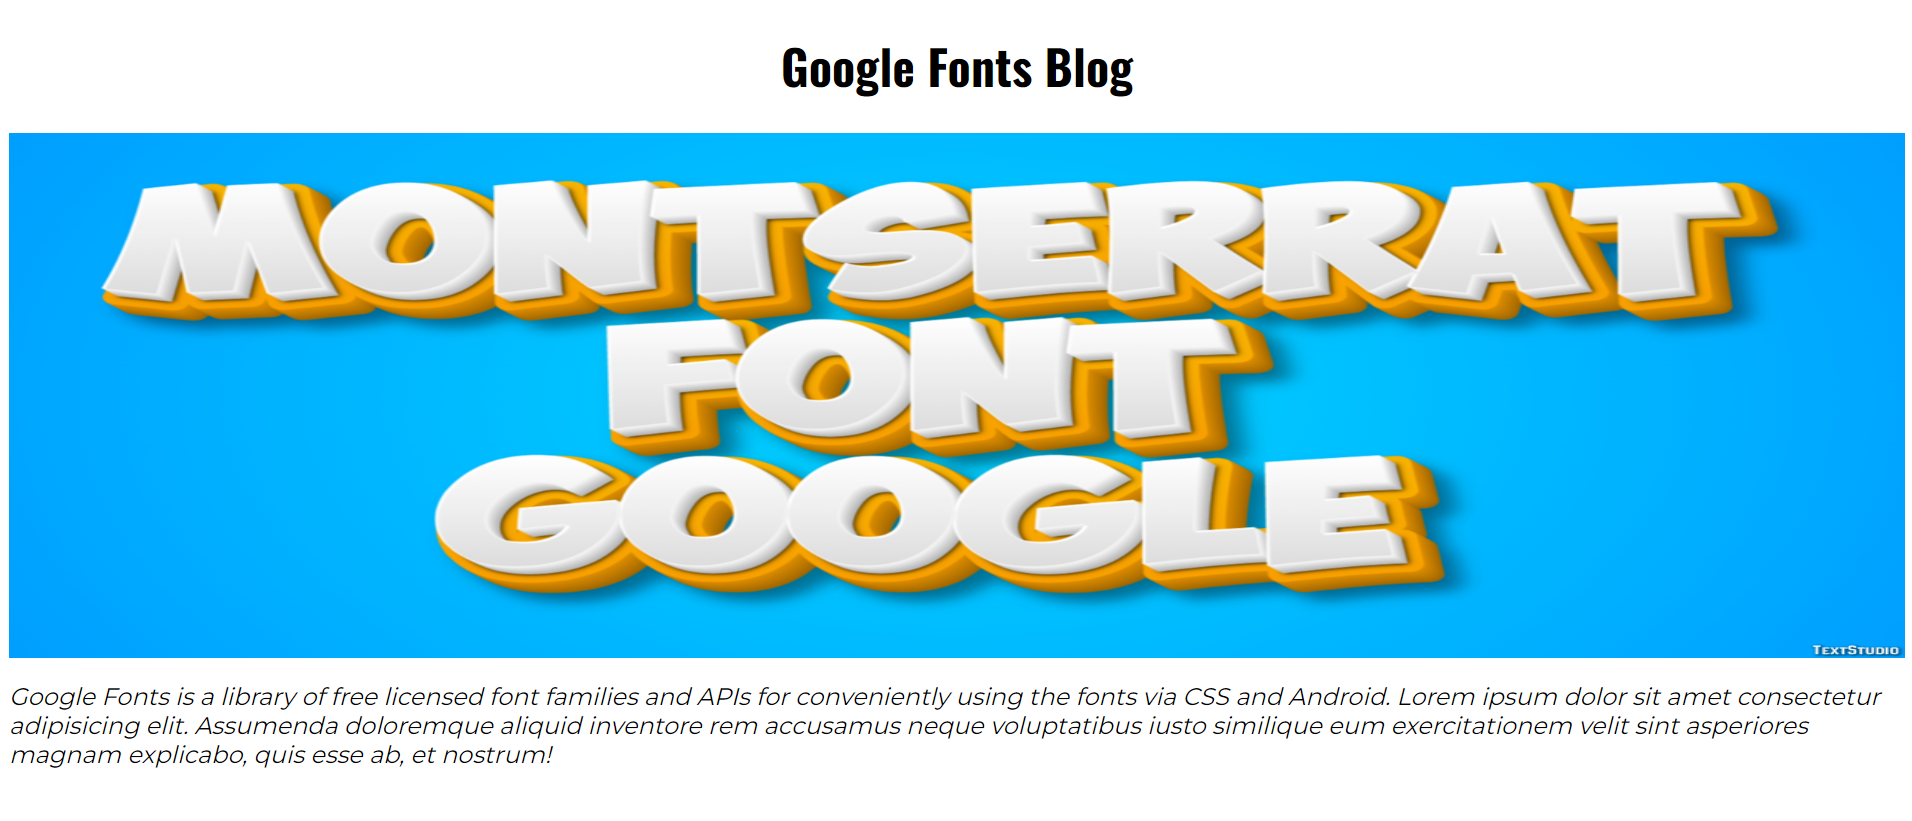 Google Fonts Blog
MONTSERRAT
FONT
GOOGLE
TEXTSTUDIO
Google Fonts is a library of free licensed font families and APIs for conveniently using the fonts via CSS and Android. Lorem ipsum dolor sit amet consectetur
adipisicing elit. Assumenda doloremque aliquid inventore rem accusamus neque voluptatibus iusto similique eum exercitationem velit sint asperiores
magnam explicabo, quis esse ab, et nostrum!